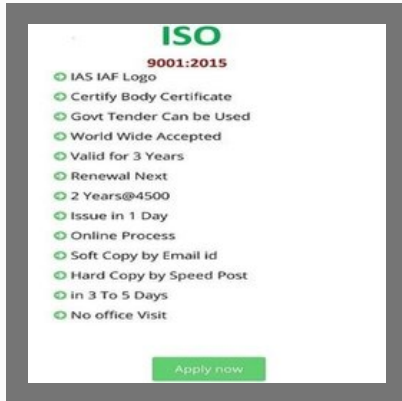 ISO
9001:2015
IAS IAF Logo
Certify Body Certificate
Govt Tender Can be Used
World Wide Accepted
Valid for 3 Years
Renewal Next
2 Years@4500
Issue in 1 Day
Online Process
Soft Copy by Email id
Hard Copy by Speed Post
in 3 To 5 Days
No office Visit
Apply now